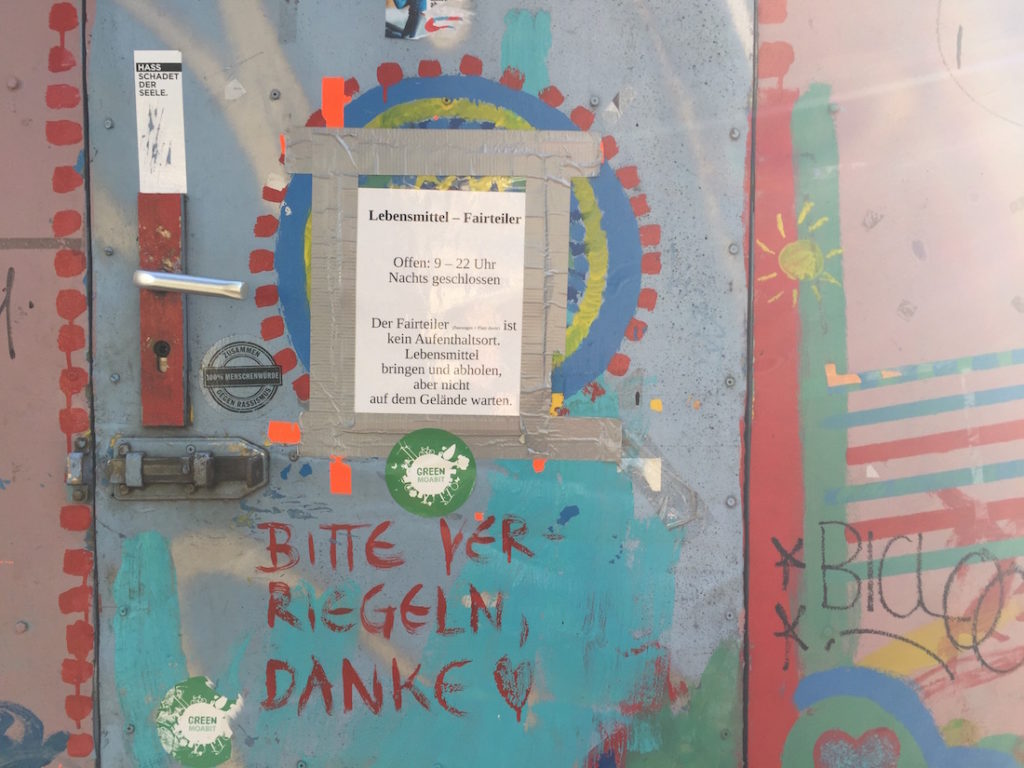 HASS
SCHADET
DER
SEELE.
Lebensmittel – Fairteiler
Offen: 9 – 22 Uhr
Nachts geschlossen
Der Fairteiler ist
kein Aufenthaltsort.
Lebensmittel
bringen und abholen,
aber nicht
auf dem Gelände warten.
ZUSAMMEN
100% MENSCHENWÜRDE
GEGEN RASSISMUS
GREEN
MOABIT
BITTE VER-
RIEGELN,
DANKE
GREEN
MOABIT